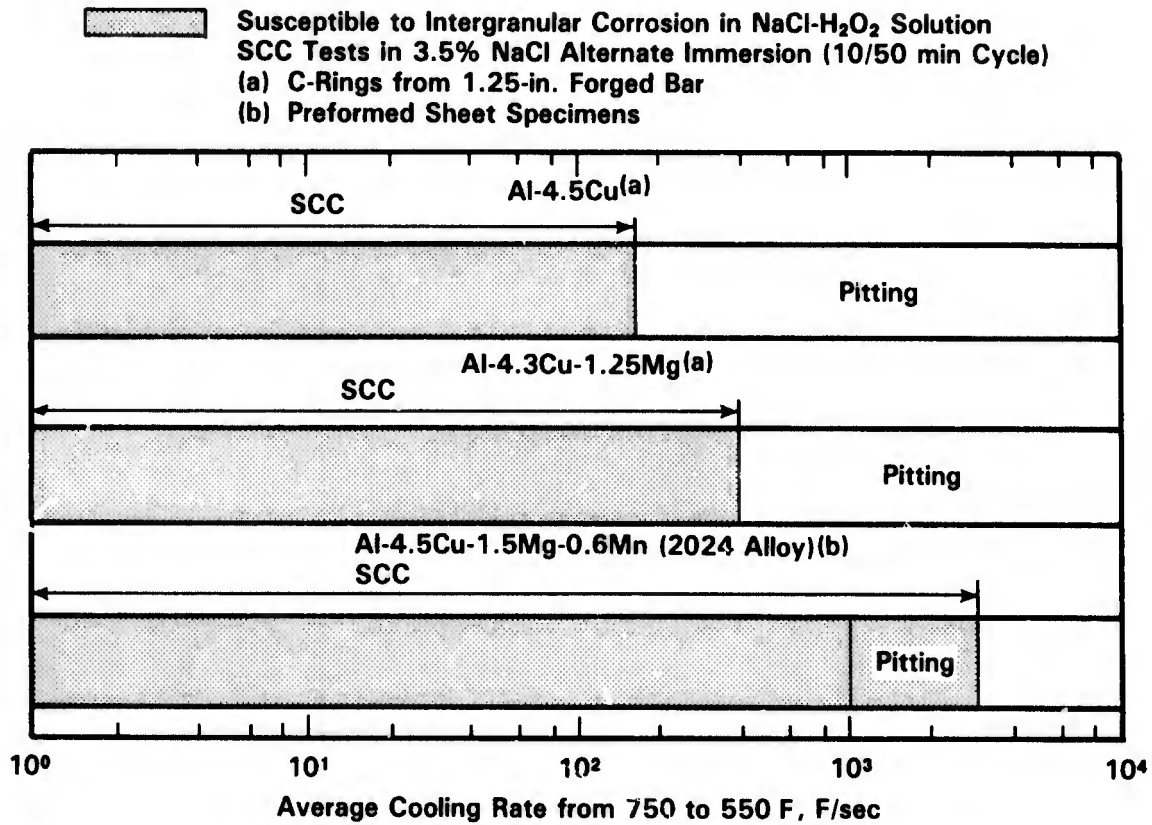 Susceptible to Intergranular Corrosion in NaCl-H₂O₂ Solution
SCC Tests in 3.5% NaCl Alternate Immersion (10/50 min Cycle)
(a) C-Rings from 1.25-in. Forged Bar
(b) Preformed Sheet Specimens
Al-4.5Cu(a)
SCC
Pitting
Al-4.3Cu-1.25Mg(a)
SCC
Pitting
Al-4.5Cu-1.5Mg-0.6Mn (2024 Alloy)(b)
SCC
Pitting
10⁰ 10¹ 10² 10³ 10⁴
Average Cooling Rate from 750 to 550 F, F/sec